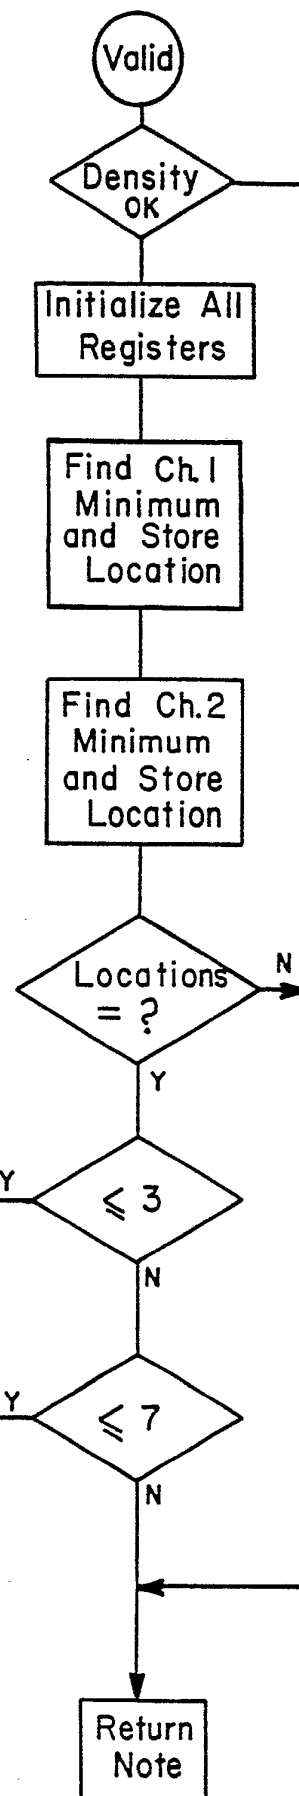 Valid
Density
OK
Initialize All
Registers
Find Ch.1
Minimum
and Store
Location
Find Ch.2
Minimum
and Store
Location
Locations
= ?
N
Y
Y
≤ 3
N
Y
≤ 7
N
Return
Note